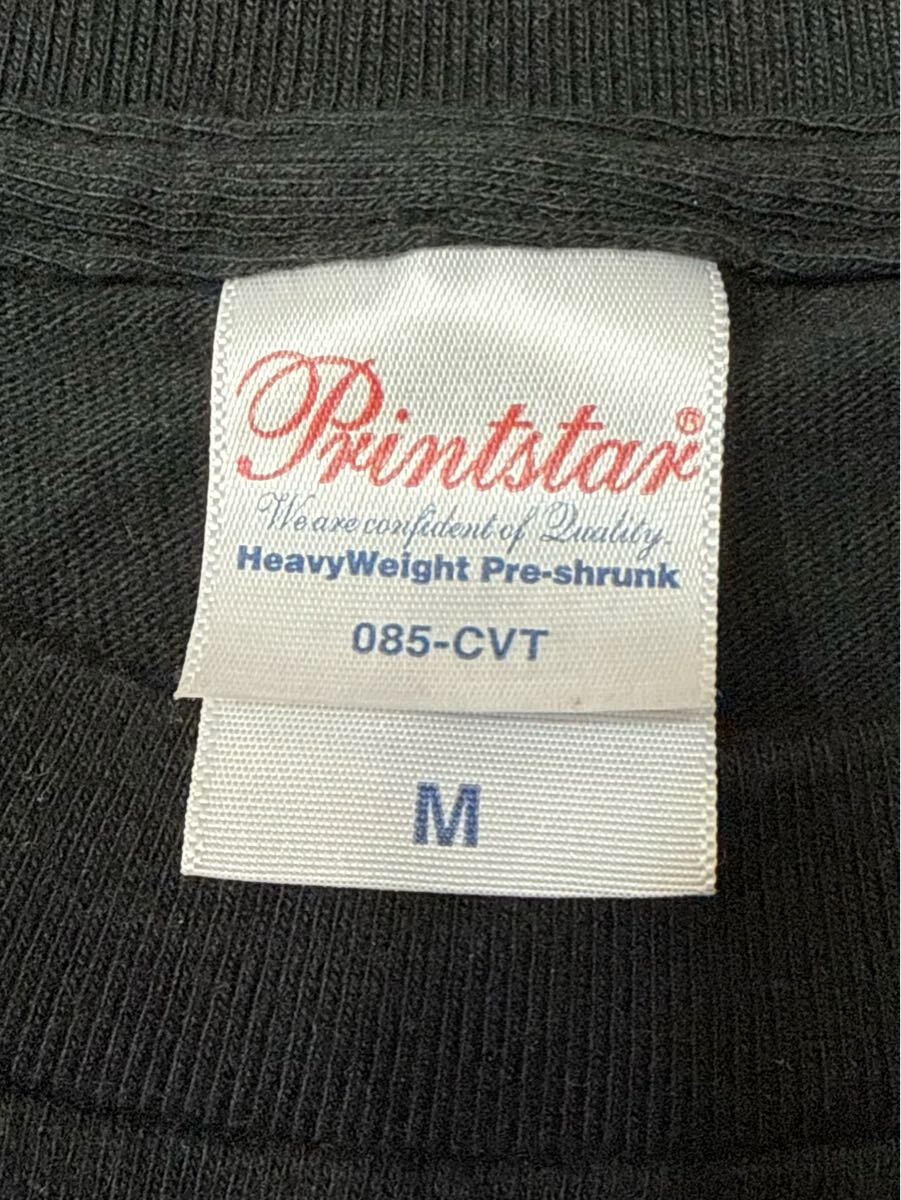 Printstar®
We are confident of Quality.
HeavyWeight Pre-shrunk
085-CVT
M